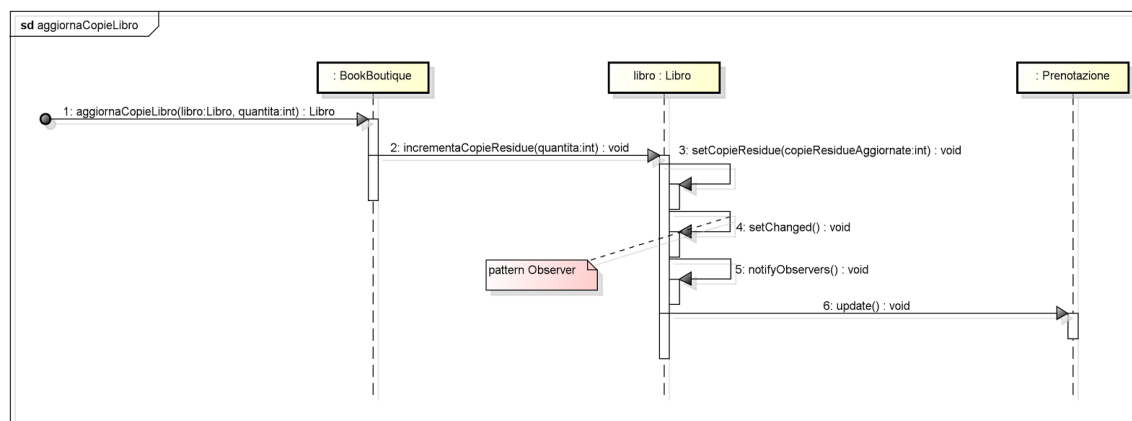 sd aggiornaCopieLibro
: BookBoutique
libro : Libro
: Prenotazione
1: aggiornaCopieLibro(libro:Libro, quantita:int) : Libro
2: incrementaCopieResidue(quantita:int) : void
3: setCopieResidue(copieResidueAggiornate:int) : void
4: setChanged() : void
pattern Observer
5: notifyObservers() : void
6: update() : void